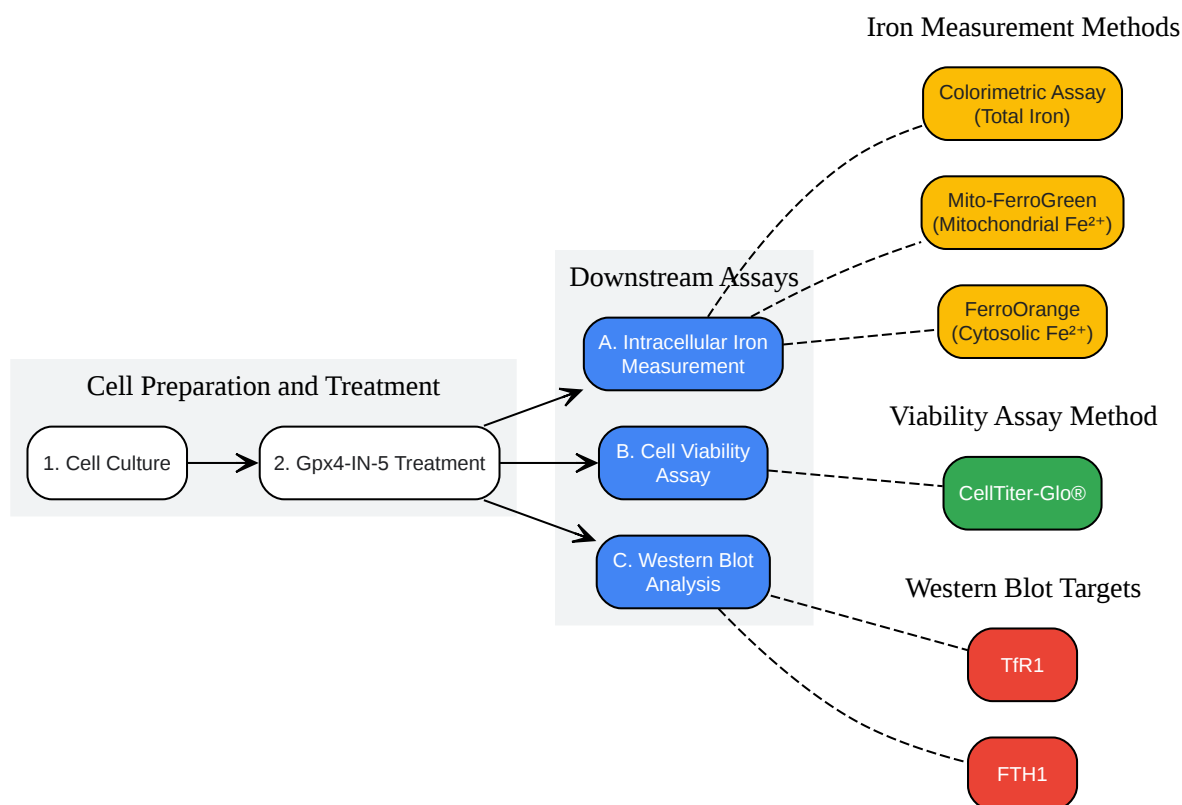 Iron Measurement Methods
Colorimetric Assay
(Total Iron)
Mito-FerroGreen
(Mitochondrial Fe²⁺)
FerroOrange
(Cytosolic Fe²⁺)
Downstream Assays
A. Intracellular Iron
Measurement
B. Cell Viability
Assay
C. Western Blot
Analysis
Cell Preparation and Treatment
1. Cell Culture
2. Gpx4-IN-5 Treatment
Viability Assay Method
CellTiter-Glo®
Western Blot Targets
TfR1
FTH1